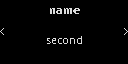 name
< second >